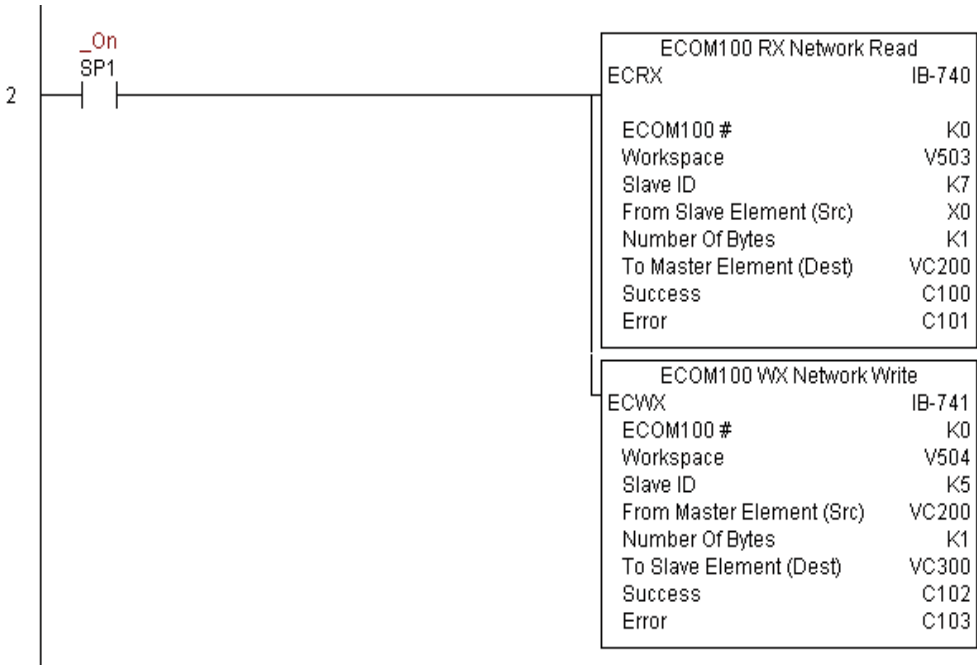 _On
SP1
2
ECOM100 RX Network Read
ECRX IB-740
ECOM100 # K0
Workspace V503
Slave ID K7
From Slave Element (Src) X0
Number Of Bytes K1
To Master Element (Dest) VC200
Success C100
Error C101
ECOM100 WX Network Write
ECWX IB-741
ECOM100 # K0
Workspace V504
Slave ID K5
From Master Element (Src) VC200
Number Of Bytes K1
To Slave Element (Dest) VC300
Success C102
Error C103